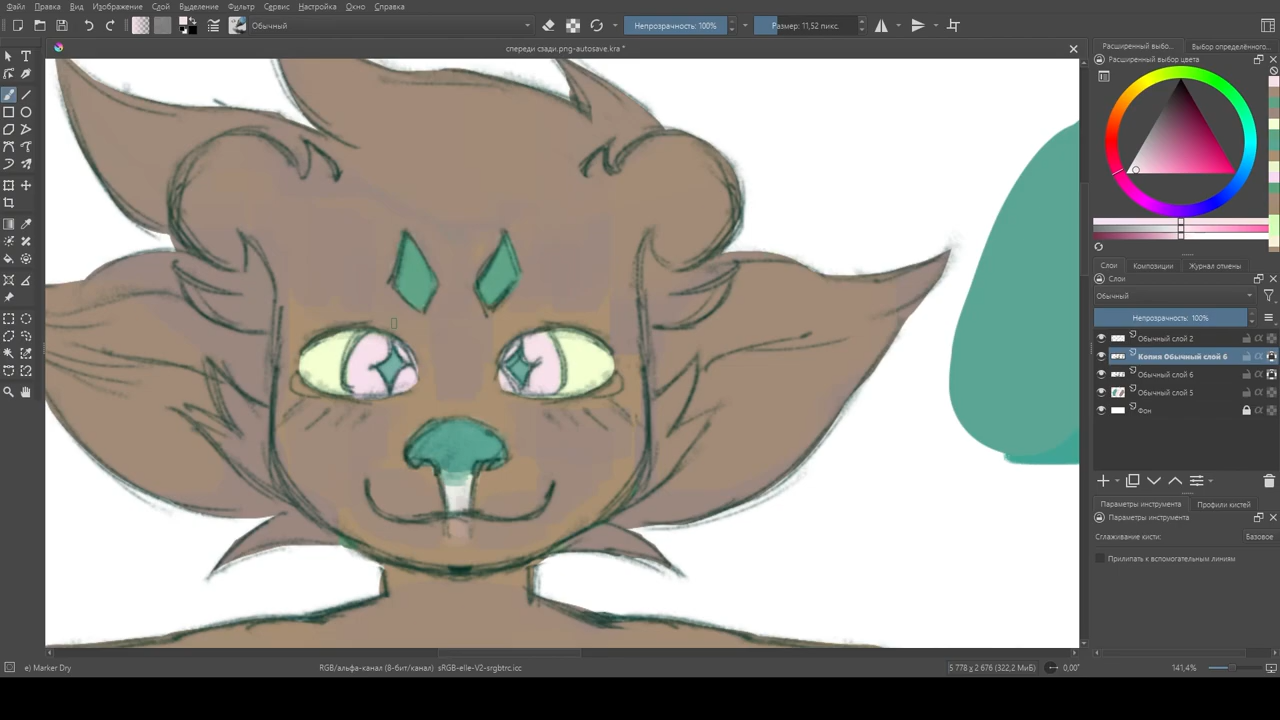 Файл Правка Вид Изображение Слой Выделение Фильтр Сервис Настройка Окно Справка
Обычный Непрозрачность: 100% Размер: 11,52 пикс.
спереди сзади.png-autosave.kra *
Расширенный выбо... Выбор определённого...
Расширенный выбор цвета
Слои Композиции Журнал отмены
Слои
Обычный
Непрозрачность: 100%
Обычный слой 2
Копия Обычный слой 6
Обычный слой 6
Обычный слой 5
Фон
Параметры инструмента Профили кистей
Параметры инструмента
Сглаживание кисти: Базовое
Прилипать к вспомогательным линиям
e) Marker Dry RGB/альфа-канал (8-бит/канал) sRGB-elle-V2-srgbtrc.icc 5 778 x 2 676 (322,2 МиБ) 0,00° 141,4%